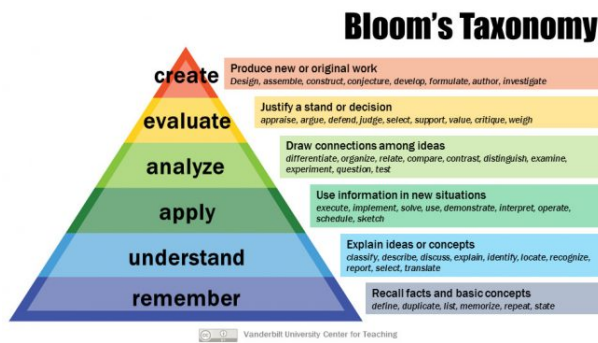 Bloom's Taxonomy
create
Produce new or original work
Design, assemble, construct, conjecture, develop, formulate, author, investigate
evaluate
Justify a stand or decision
appraise, argue, defend, judge, select, support, value, critique, weigh
analyze
Draw connections among ideas
differentiate, organize, relate, compare, contrast, distinguish, examine,
experiment, question, test
apply
Use information in new situations
execute, implement, solve, use, demonstrate, interpret, operate,
schedule, sketch
understand
Explain ideas or concepts
classify, describe, discuss, explain, identify, locate, recognize,
report, select, translate
remember
Recall facts and basic concepts
define, duplicate, list, memorize, repeat, state
Vanderbilt University Center for Teaching